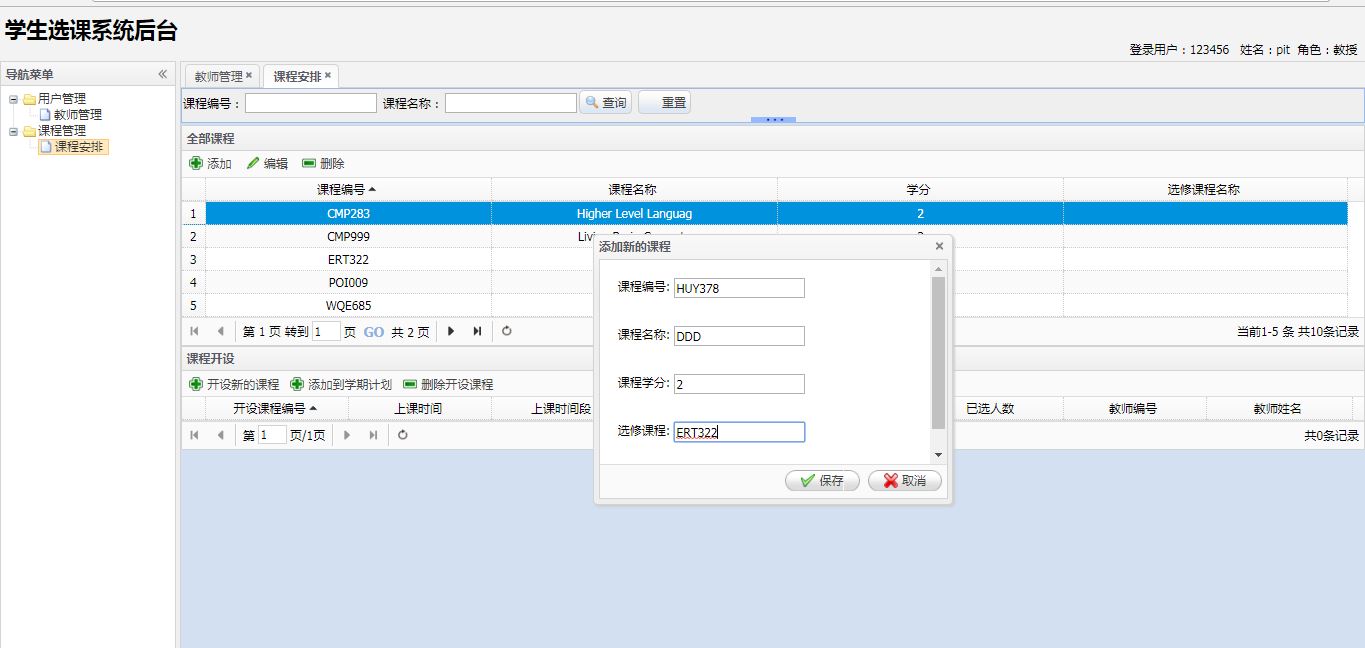 学生选课系统后台
登录用户：123456 姓名：pit 角色：教授
导航菜单
用户管理
教师管理
课程管理
课程安排
教师管理 课程安排
课程编号： 课程名称： 查询 重置
全部课程
添加 编辑 删除
课程编号 课程名称 学分 选修课程名称
1 CMP283 Higher Level Languag 2
2 CMP999
3 ERT322
4 POI009
5 WQE685
第 1 页 转到 1 页 GO 共 2 页 当前1-5 条 共10条记录
课程开设
开设新的课程 添加到学期计划 删除开设课程
开设课程编号 上课时间 上课时间段 已选人数 教师编号 教师姓名
第 1 页/1页 共0条记录
添加新的课程
课程编号: HUY378
课程名称: DDD
课程学分: 2
选修课程: ERT322
保存 取消